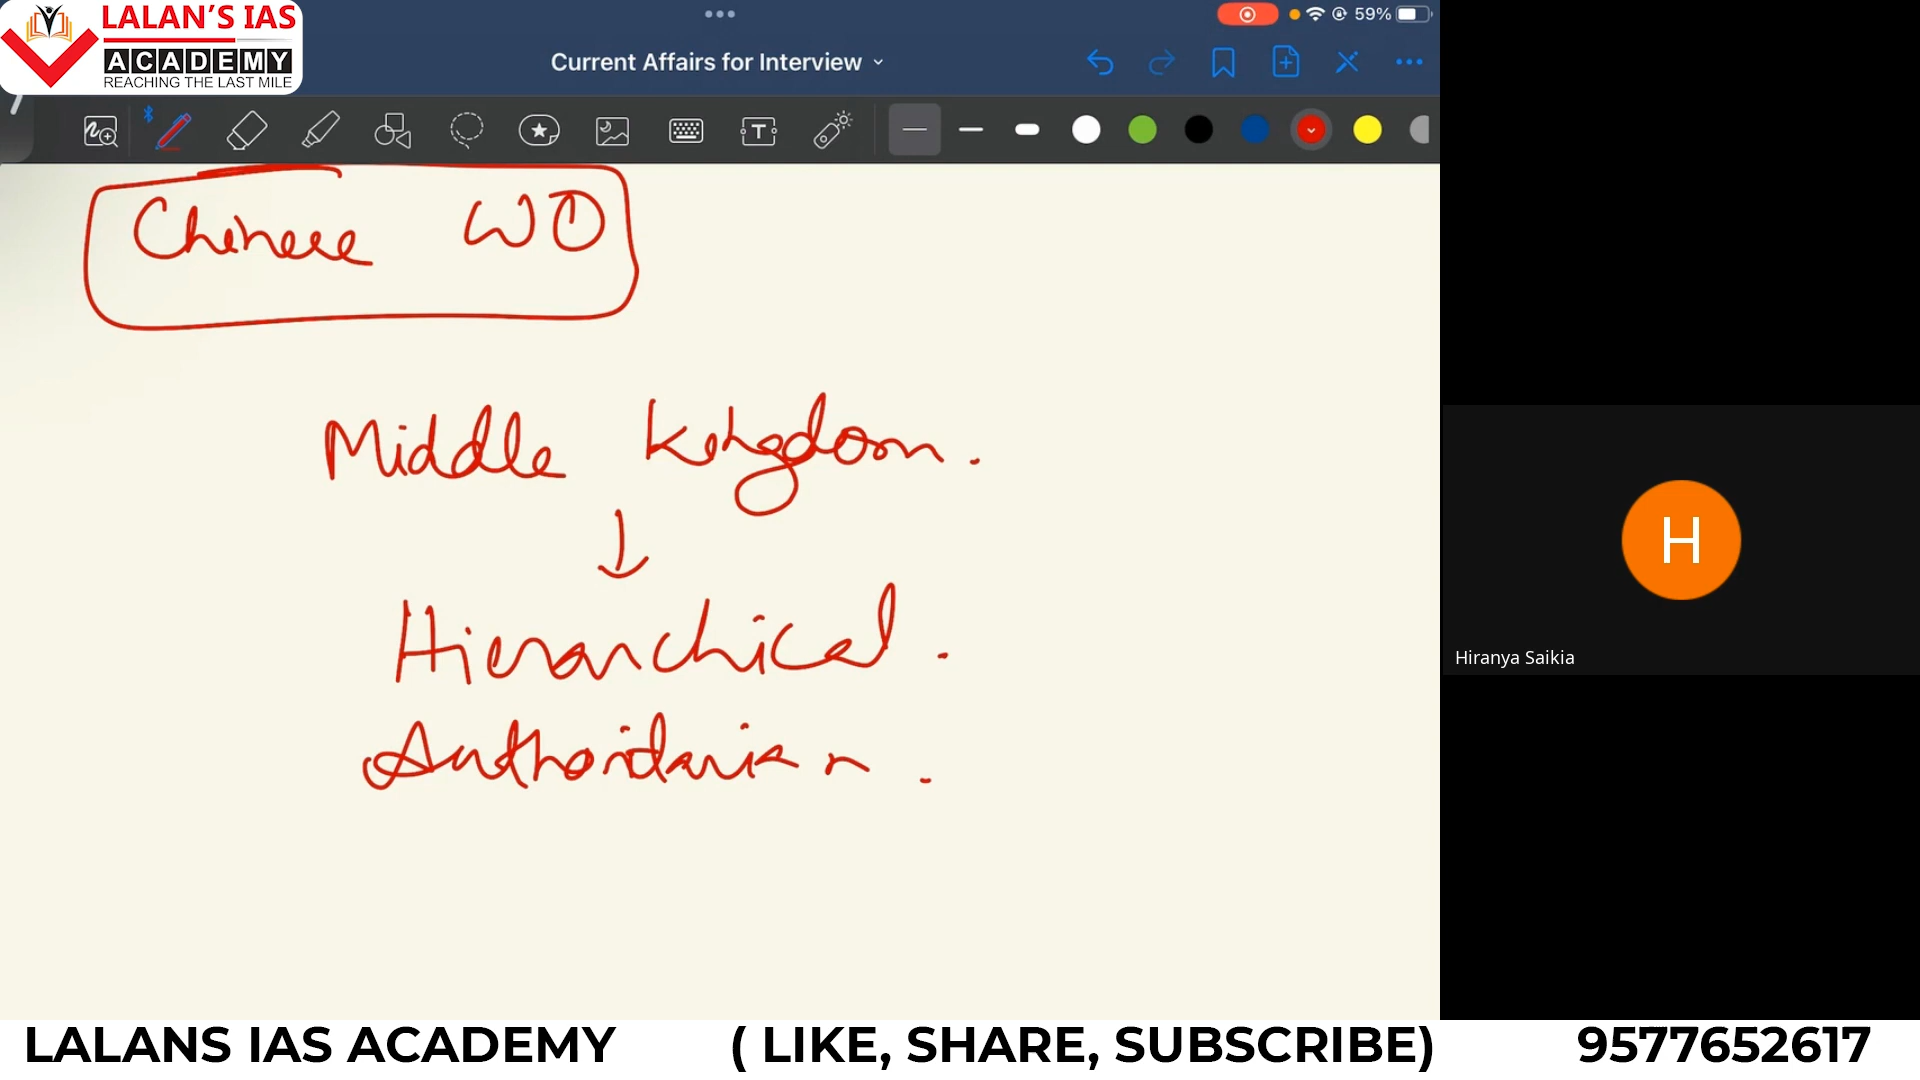 LALAN'S IAS
ACADEMY
REACHING THE LAST MILE
59%
Current Affairs for Interview
T
Chinese WO
Middle Kingdom.
Hierarchical.
Authoritarian.
H
Hiranya Saikia
LALANS IAS ACADEMY ( LIKE, SHARE, SUBSCRIBE) 9577652617